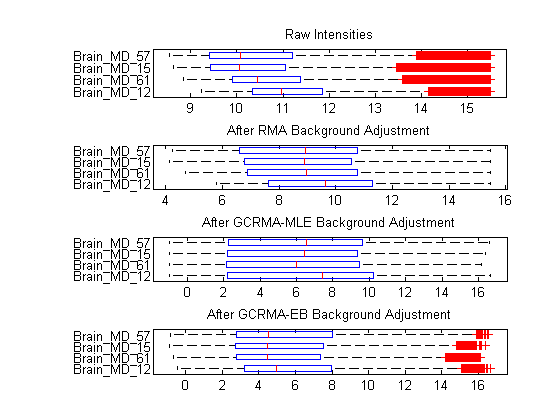 Raw Intensities
Brain_MD_57
Brain_MD_15
Brain_MD_61
Brain_MD_12
9 10 11 12 13 14 15
After RMA Background Adjustment
Brain_MD_57
Brain_MD_15
Brain_MD_61
Brain_MD_12
4 6 8 10 12 14 16
After GCRMA-MLE Background Adjustment
Brain_MD_57
Brain_MD_15
Brain_MD_61
Brain_MD_12
0 2 4 6 8 10 12 14 16
After GCRMA-EB Background Adjustment
Brain_MD_57
Brain_MD_15
Brain_MD_61
Brain_MD_12
0 2 4 6 8 10 12 14 16